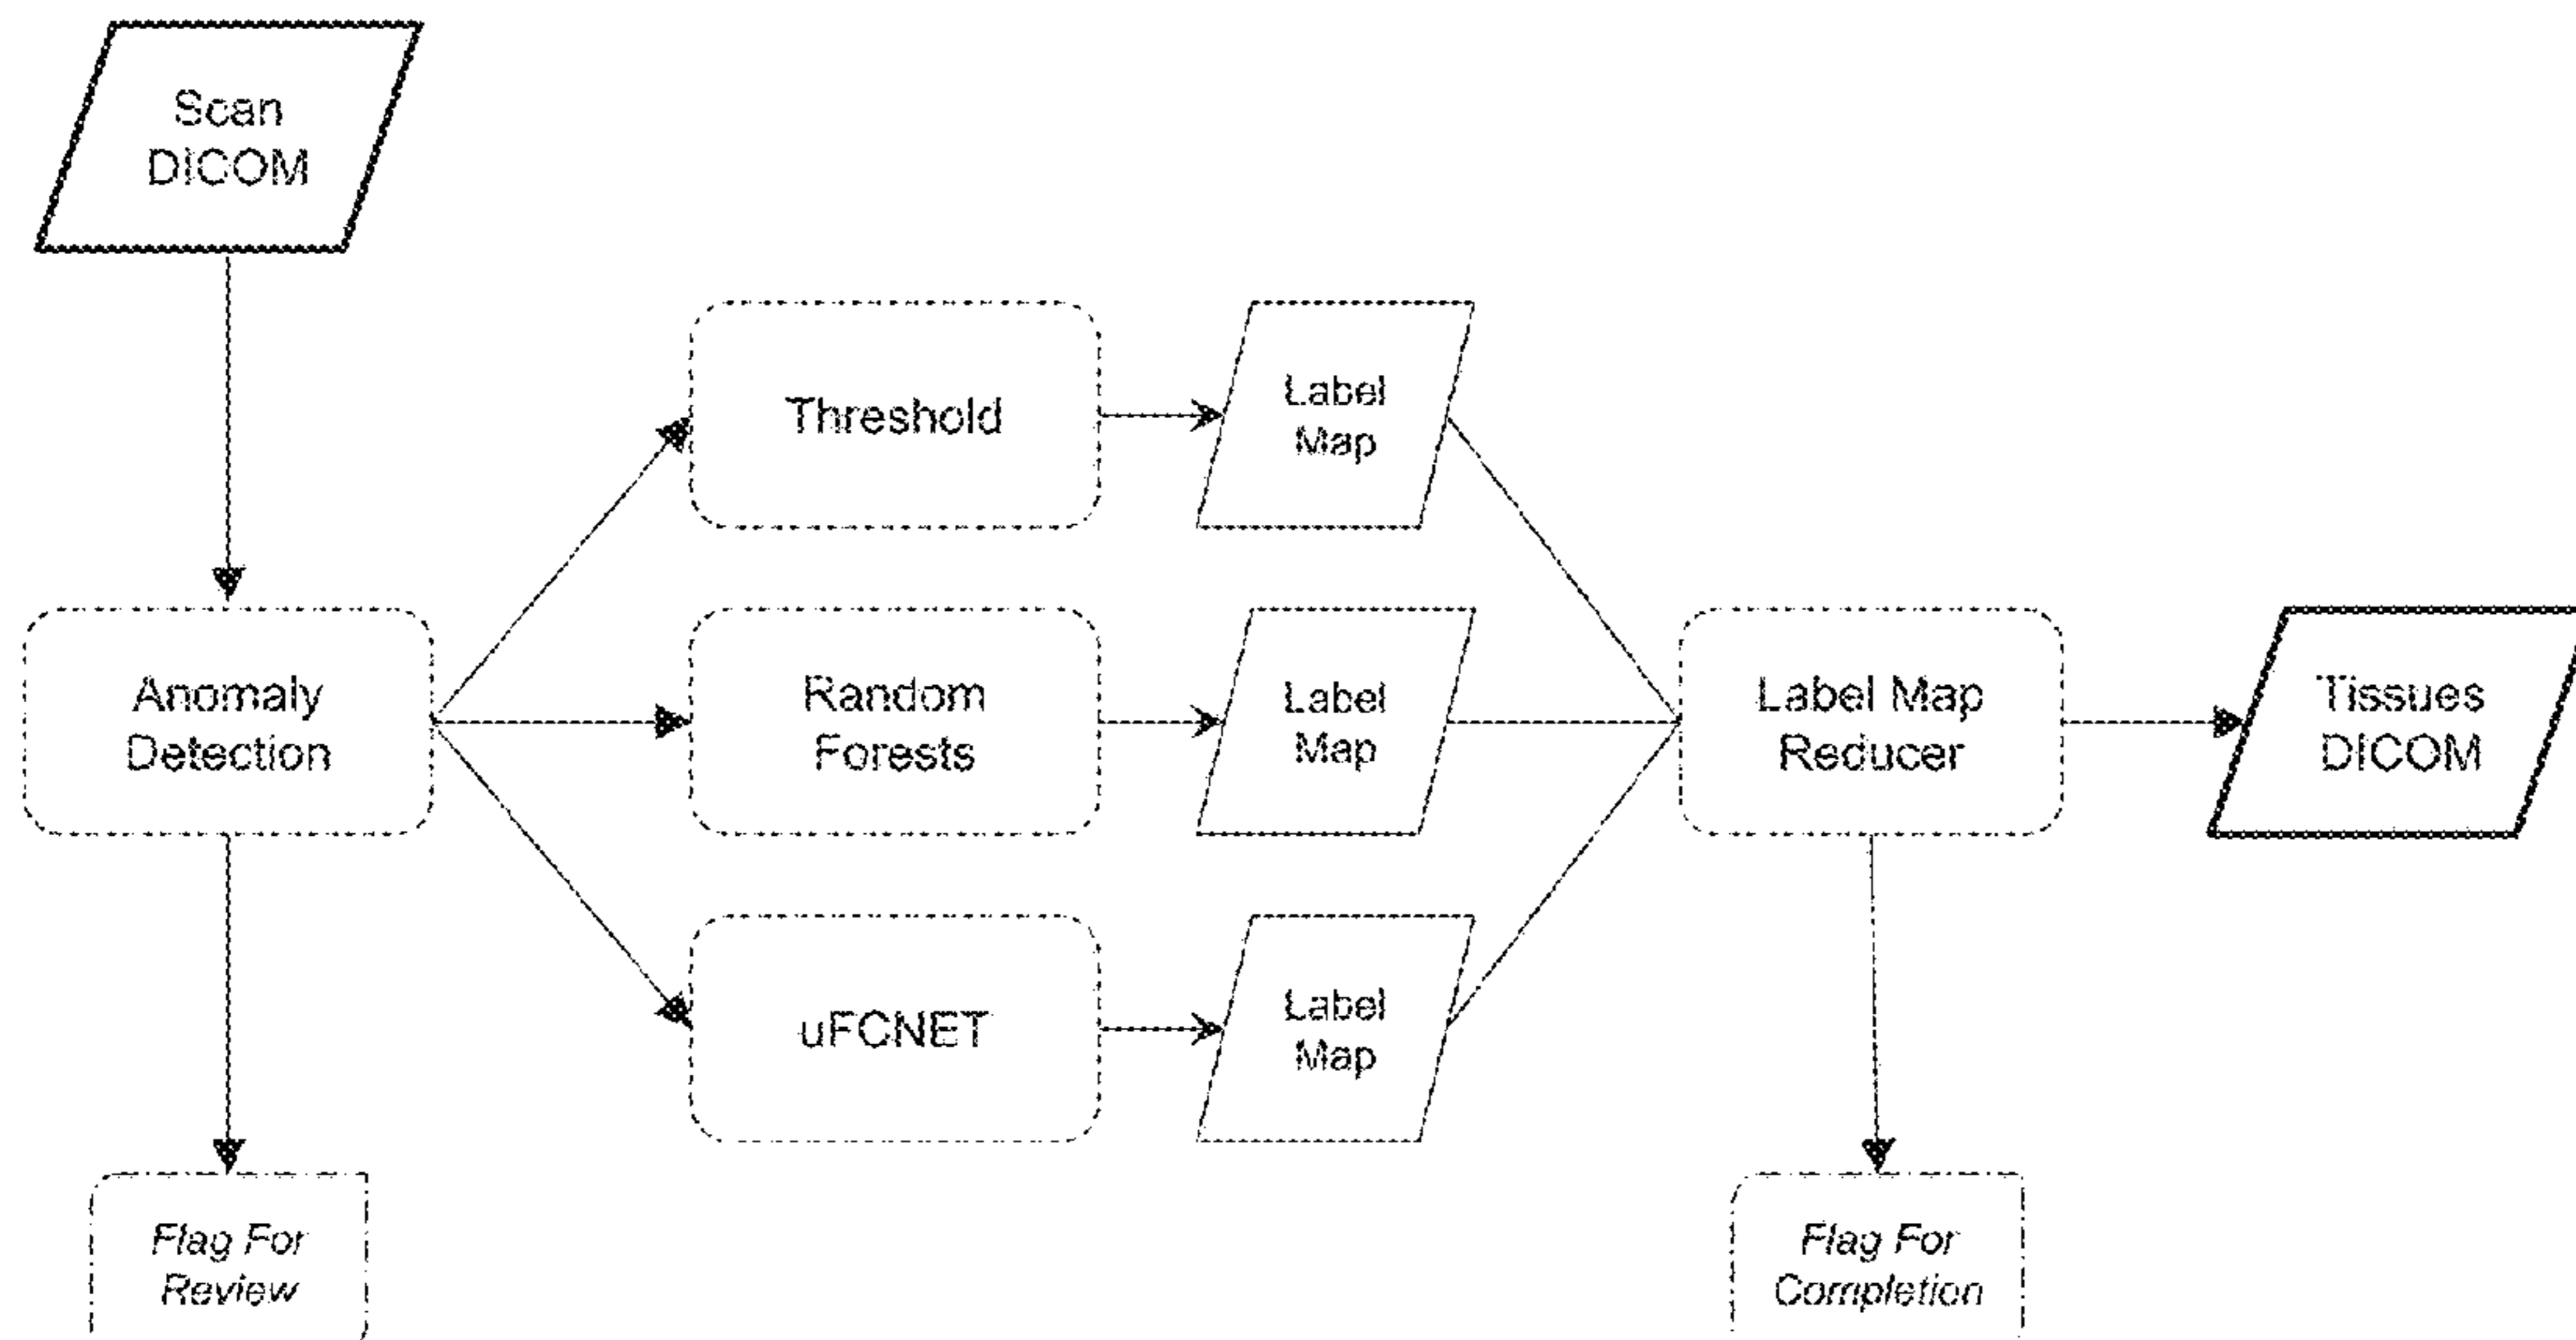 Scan
DICOM
Threshold
Label
Map
Anomaly
Detection
Random
Forests
Label
Map
Label Map
Reducer
Tissues
DICOM
uFCNET
Label
Map
Flag For
Review
Flag For
Completion